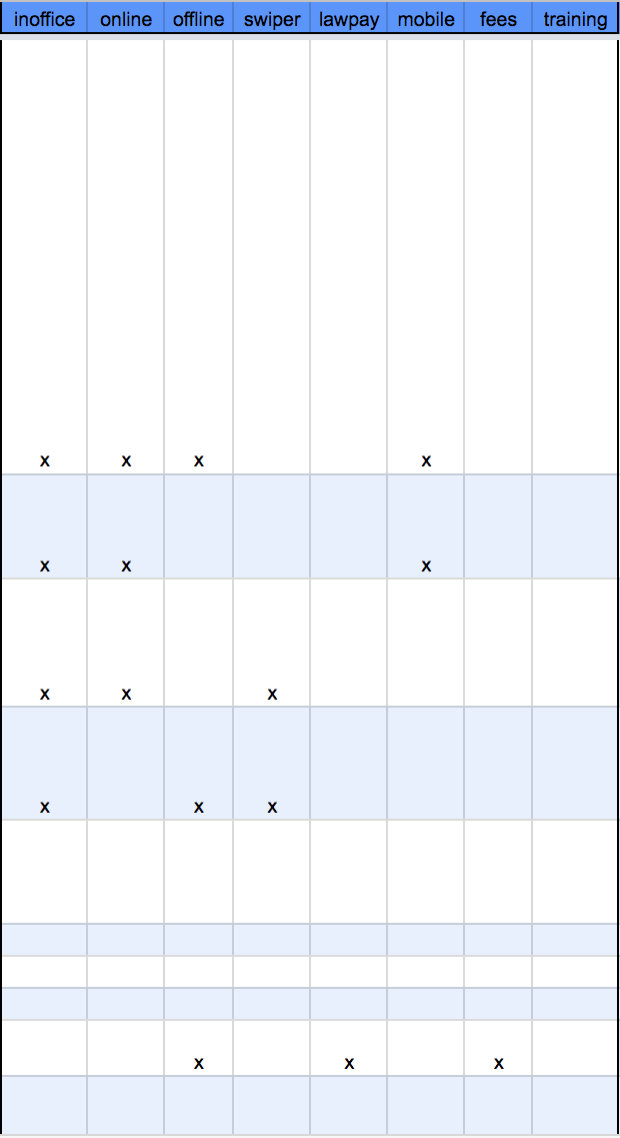 inoffice online offline swiper lawpay mobile fees training
x x x x
x x x
x x x
x x x
x x x